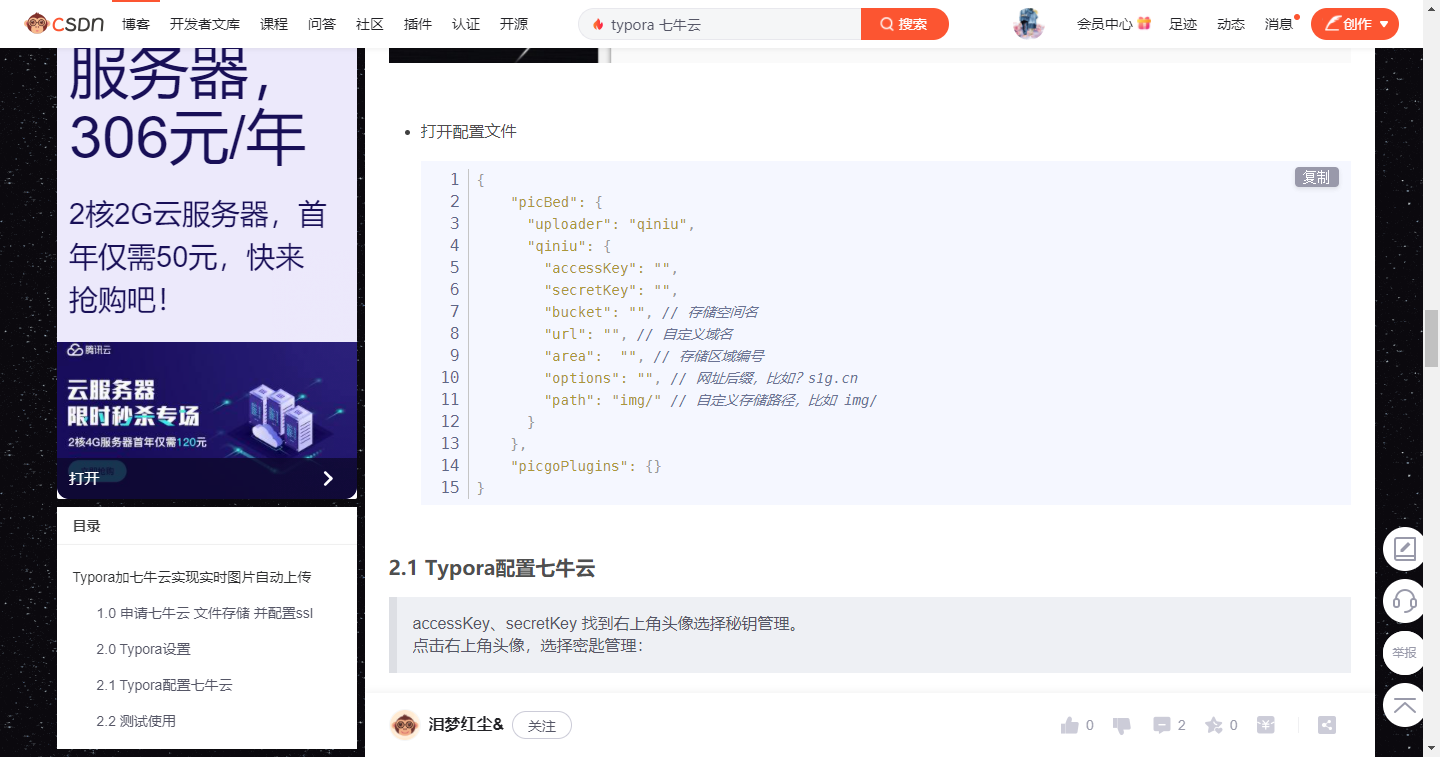 CSDN 博客 开发者文库 课程 问答 社区 插件 认证 开源 typora 七牛云 搜索 会员中心 足迹 动态 消息 创作
服务器，
306元/年
2核2G云服务器，首
年仅需50元，快来
抢购吧！
腾讯云
云服务器
限时秒杀专场
2核4G服务器首年仅需120元
打开
目录
Typora加七牛云实现实时图片自动上传
1.0 申请七牛云 文件存储 并配置ssl
2.0 Typora设置
2.1 Typora配置七牛云
2.2 测试使用
打开配置文件
复制
1 {
2 "picBed": {
3 "uploader": "qiniu",
4 "qiniu": {
5 "accessKey": "",
6 "secretKey": "",
7 "bucket": "", // 存储空间名
8 "url": "", // 自定义域名
9 "area":  "", // 存储区域编号
10 "options": "", // 网址后缀，比如？s1g.cn
11 "path": "img/" // 自定义存储路径，比如 img/
12 }
13 },
14 "picgoPlugins": {}
15 }
2.1 Typora配置七牛云
accessKey、secretKey 找到右上角头像选择秘钥管理。
点击右上角头像，选择密匙管理：
泪梦红尘& 关注 0 2 0
举报